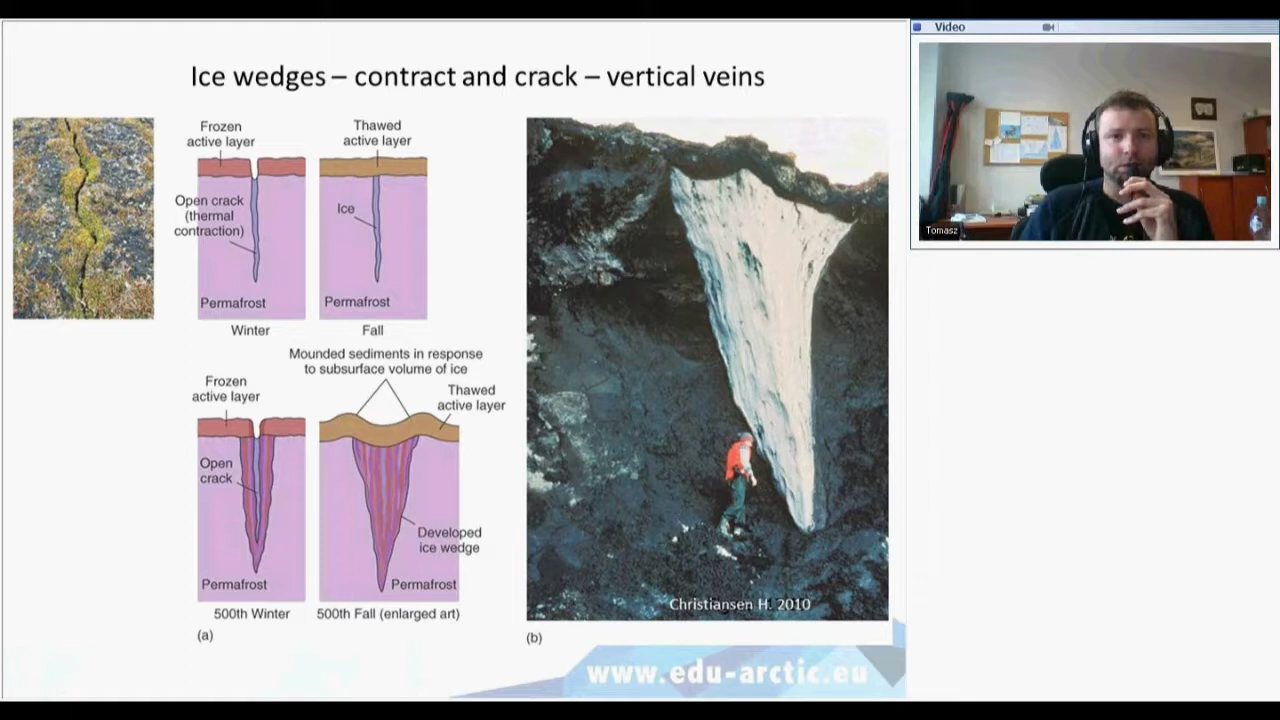 Ice wedges – contract and crack – vertical veins
Frozen
active layer
Thawed
active layer
Open crack
(thermal
contraction)
Ice
Permafrost
Permafrost
Winter
Fall
Mounded sediments in response
to subsurface volume of ice
Frozen
active layer
Thawed
active layer
Open
crack
Developed
ice wedge
Permafrost
Permafrost
500th Winter
500th Fall (enlarged art)
(a)
Christiansen H. 2010
(b)
www.edu-arctic.eu
Video
Tomasz